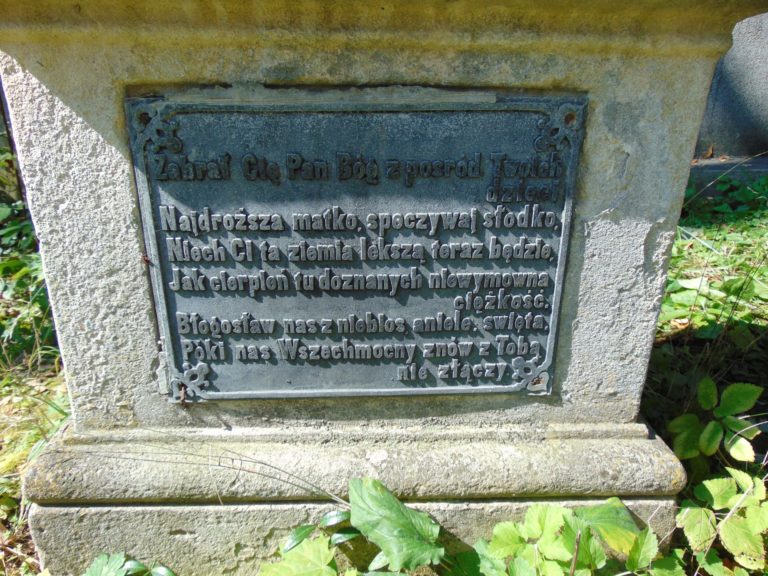 Zabrał Cię Pan Bóg z pośród Twoich
dzieci
Najdroższa matko, spoczywaj słodko,
Niech Ci ta ziemia lekszą teraz będzie,
Jak cierpień tu doznanych niewymowna
ciężkość.
Błogosław nas z niebios, aniele, święta,
Póki nas Wszechmocny znów z Tobą
nie złączy.